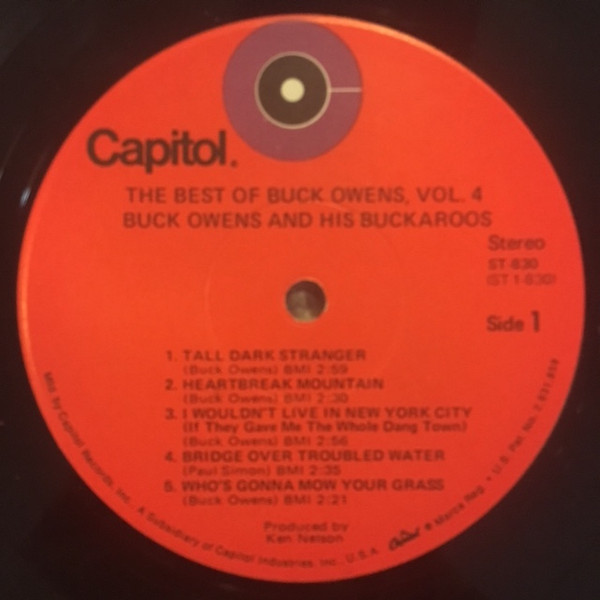 Capitol.
THE BEST OF BUCK OWENS, VOL. 4
BUCK OWENS AND HIS BUCKAROOS
Stereo
ST-830
(ST 1-830)
Side 1
1. TALL DARK STRANGER
(Buck Owens) BMI 2:59
2. HEARTBREAK MOUNTAIN
(Buck Owens) BMI 2:30
3. I WOULDN'T LIVE IN NEW YORK CITY
(If They Gave Me The Whole Dang Town)
(Buck Owens) BMI 2:56
4. BRIDGE OVER TROUBLED WATER
(Paul Simon) BMI 2:35
5. WHO'S GONNA MOW YOUR GRASS
(Buck Owens) BMI 2:21
Produced by
Ken Nelson
Mfd. by Capitol Records, Inc., A Subsidiary of Capitol Industries, Inc., U.S.A. Capitol ® Marca Reg. • U.S. Pat. No. 2,631,859